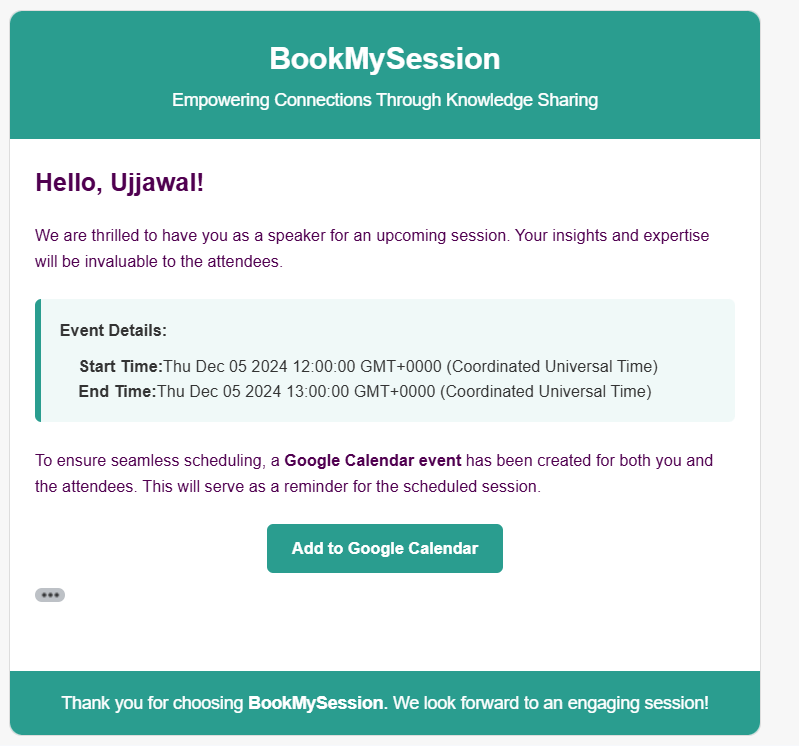 BookMySession
Empowering Connections Through Knowledge Sharing
Hello, Ujjawal!
We are thrilled to have you as a speaker for an upcoming session. Your insights and expertise
will be invaluable to the attendees.
Event Details:
Start Time:Thu Dec 05 2024 12:00:00 GMT+0000 (Coordinated Universal Time)
End Time:Thu Dec 05 2024 13:00:00 GMT+0000 (Coordinated Universal Time)
To ensure seamless scheduling, a Google Calendar event has been created for both you and
the attendees. This will serve as a reminder for the scheduled session.
Add to Google Calendar
Thank you for choosing BookMySession. We look forward to an engaging session!